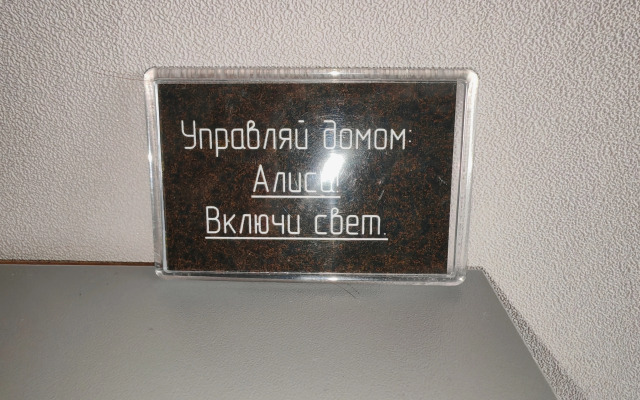 Управляй домом:
Алиса!
Включи свет.